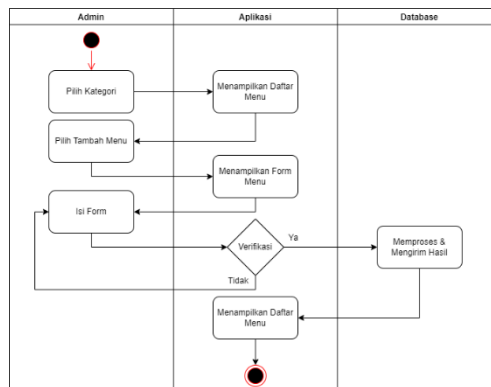 Admin
Aplikasi
Database
Pilih Kategori
Menampilkan Daftar
Menu
Pilih Tambah Menu
Menampilkan Form
Menu
Isi Form
Verifikasi
Ya
Memproses &
Mengirim Hasil
Tidak
Menampilkan Daftar
Menu